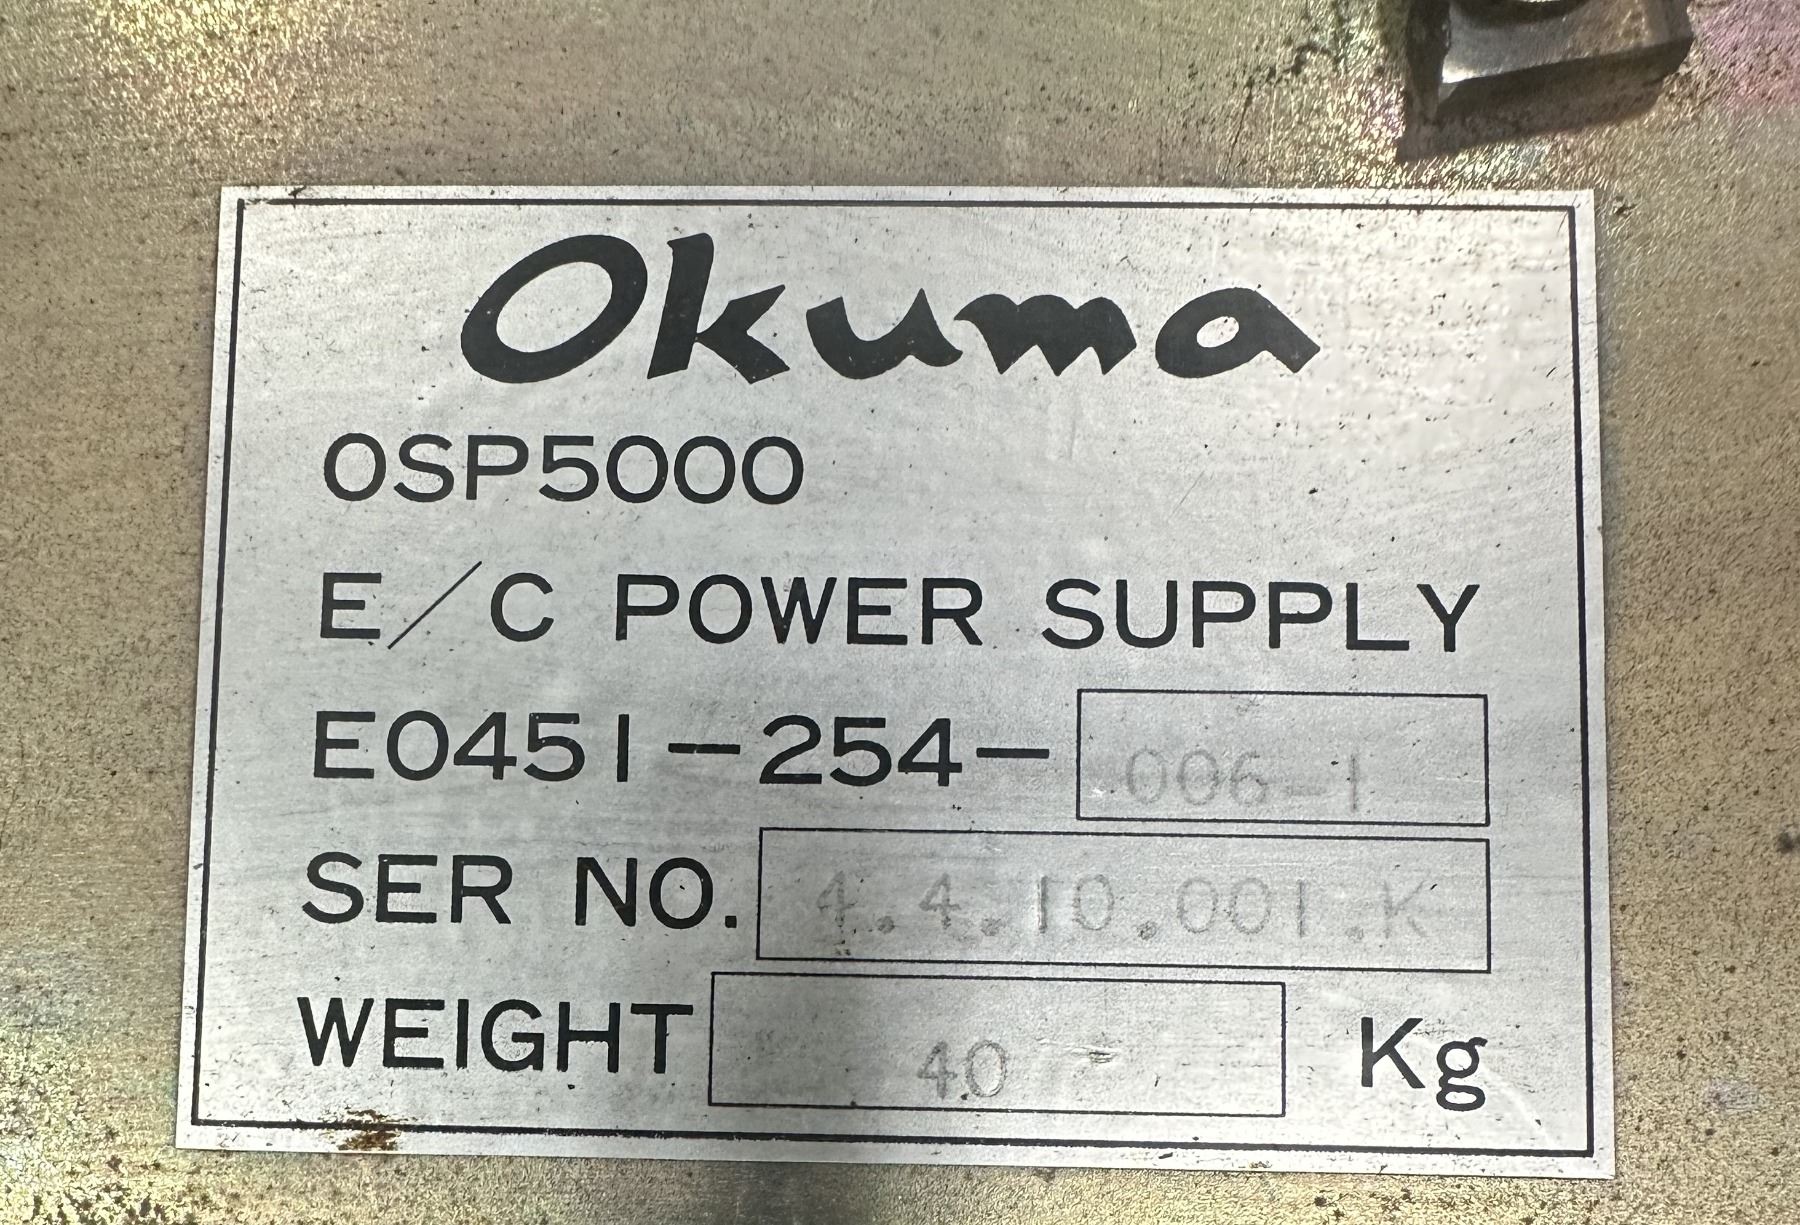 Okuma
OSP5000
E/C POWER SUPPLY
E0451-254-006-1
SER NO. 4.4.10.001.K
WEIGHT 40 Kg